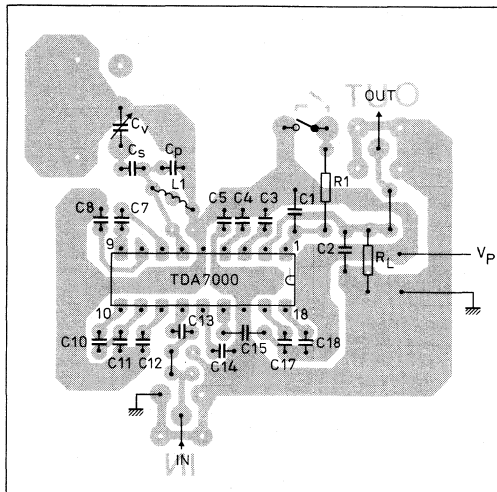 OUT
OUT
Cv
Cs Cp
L1
R1
C8 C7 C5 C4 C3 C1
9 1
C2 RL VP
TDA7000
10 18
C13
C10 C11 C12 C14 C15 C17 C18
IN
IN